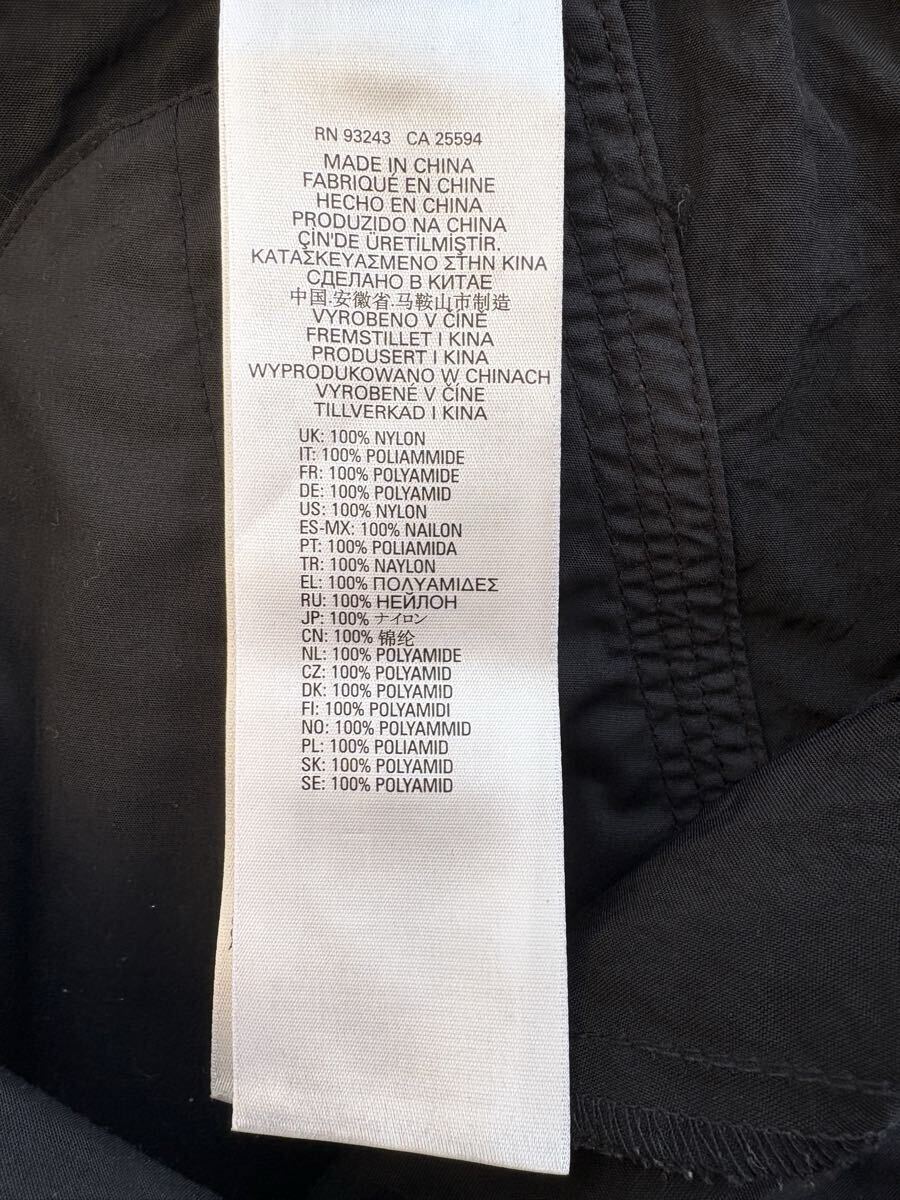 RN 93243 CA 25594
MADE IN CHINA
FABRIQUÉ EN CHINE
HECHO EN CHINA
PRODUZIDO NA CHINA
ÇİN'DE ÜRETİLMİŞTİR.
ΚΑΤΑΣΚΕΥΑΣΜΕΝΟ ΣΤΗΝ ΚΙΝΑ
СДЕЛАНО В КИТАЕ
中国.安徽省.马鞍山市制造
VYROBENO V ČÍNĚ
FREMSTILLET I KINA
PRODUSERT I KINA
WYPRODUKOWANO W CHINACH
VYROBENÉ V ČÍNE
TILLVERKAD I KINA
UK: 100% NYLON
IT: 100% POLIAMMIDE
FR: 100% POLYAMIDE
DE: 100% POLYAMID
US: 100% NYLON
ES-MX: 100% NAILON
PT: 100% POLIAMIDA
TR: 100% NAYLON
EL: 100% ΠΟΛΥΑΜΙΔΕΣ
RU: 100% НЕЙЛОН
JP: 100% ナイロン
CN: 100% 锦纶
NL: 100% POLYAMIDE
CZ: 100% POLYAMID
DK: 100% POLYAMID
FI: 100% POLYAMIDI
NO: 100% POLYAMMID
PL: 100% POLIAMID
SK: 100% POLYAMID
SE: 100% POLYAMID